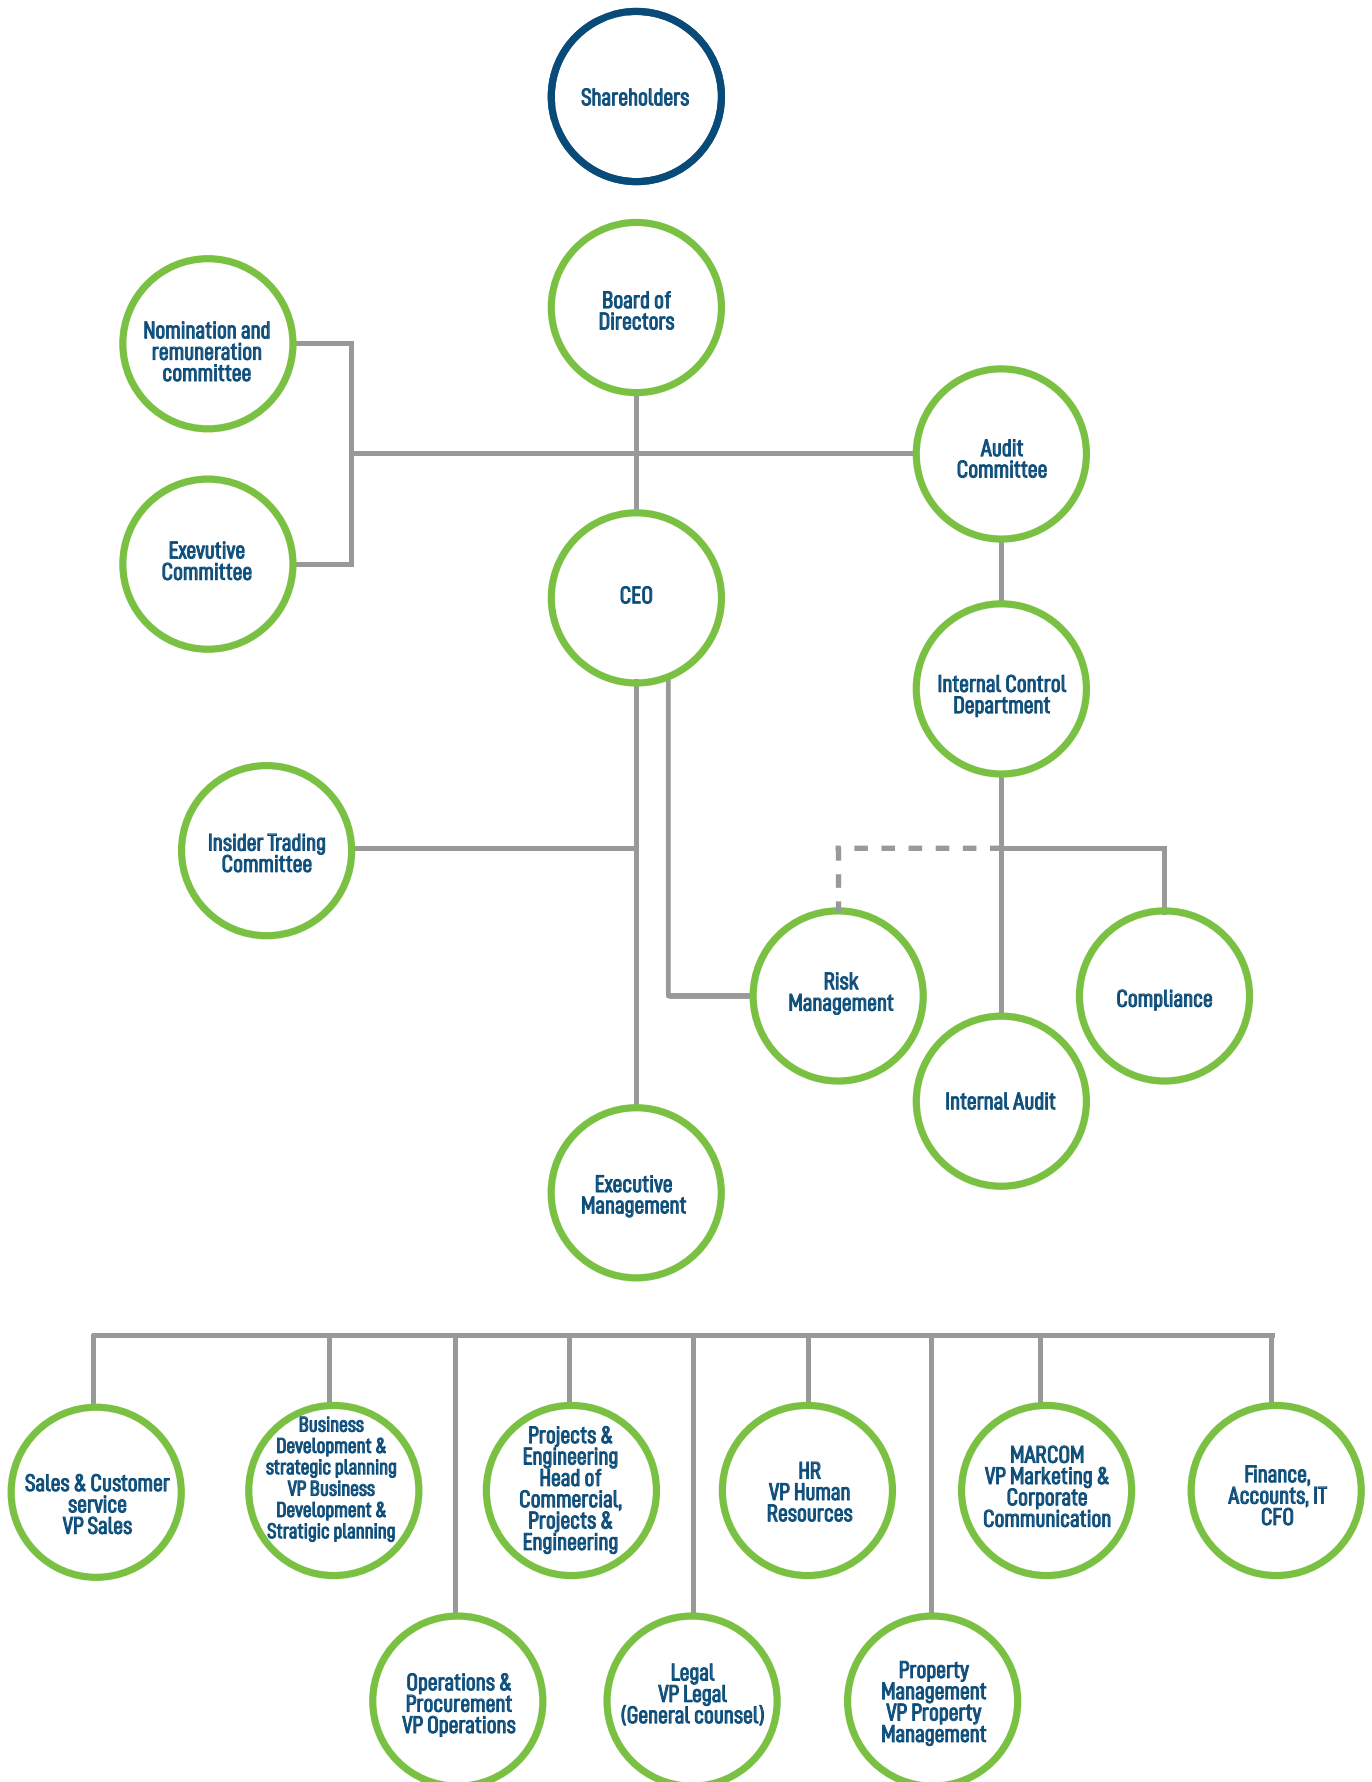 Shareholders
Board of
Directors
Nomination and
remuneration
committee
Audit
Committee
Exevutive
Committee
CEO
Internal Control
Department
Insider Trading
Committee
Risk
Management
Compliance
Internal Audit
Executive
Management
Sales & Customer
service
VP Sales
Business
Development &
strategic planning
VP Business
Development &
Stratigic planning
Projects &
Engineering
Head of
Commercial,
Projects &
Engineering
HR
VP Human
Resources
MARCOM
VP Marketing &
Corporate
Communication
Finance,
Accounts, IT
CFO
Operations &
Procurement
VP Operations
Legal
VP Legal
(General counsel)
Property
Management
VP Property
Management